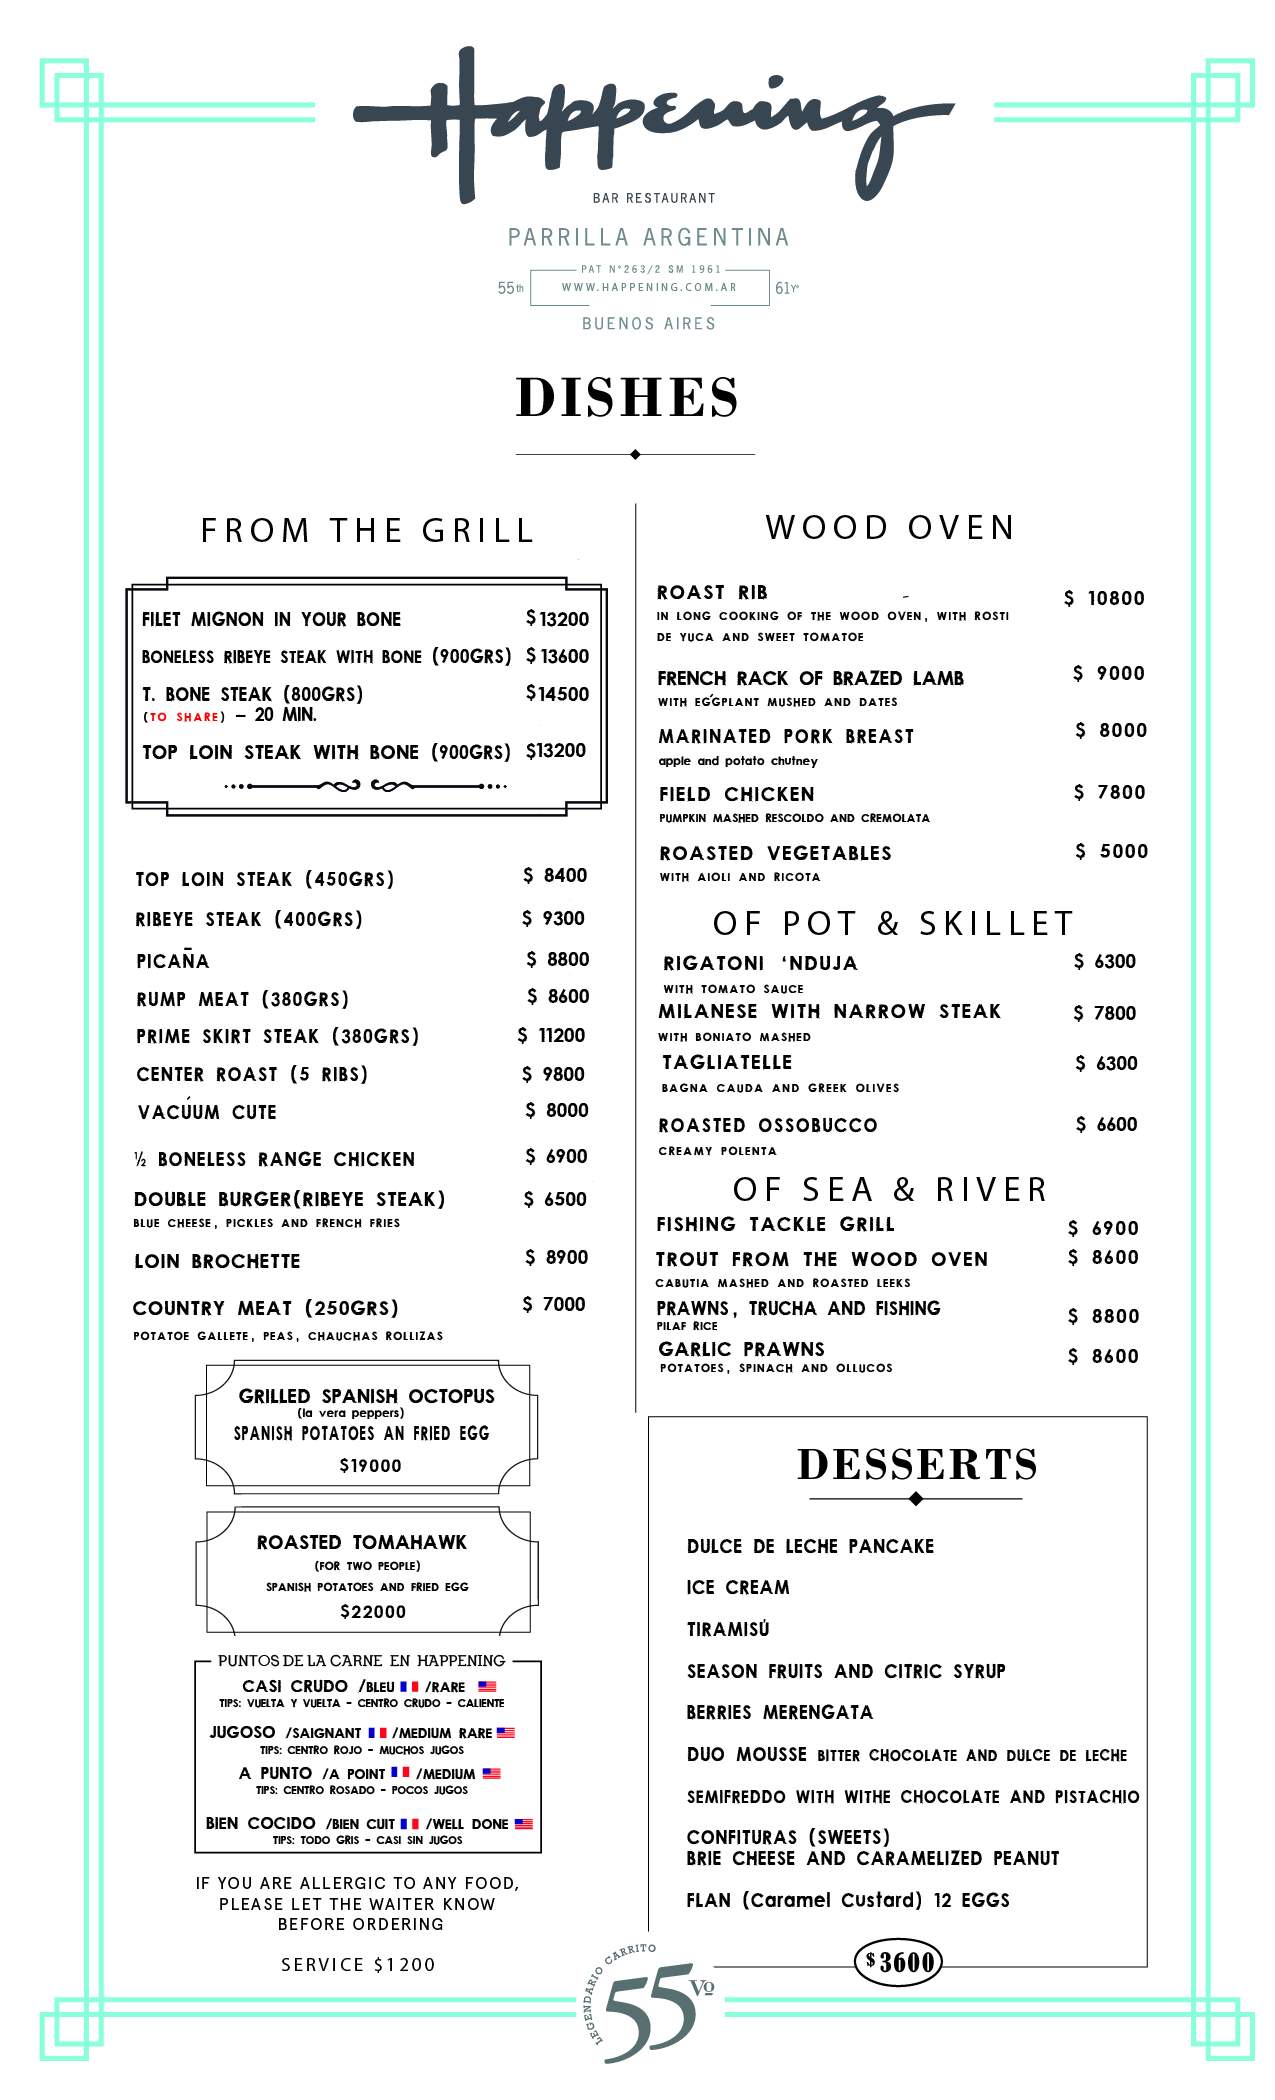 Happening
BAR RESTAURANT
PARRILLA ARGENTINA
PAT N°263/2 SM 1961
55th WWW.HAPPENING.COM.AR 61Yº
BUENOS AIRES
DISHES
FROM THE GRILL
FILET MIGNON IN YOUR BONE $13200
BONELESS RIBEYE STEAK WITH BONE (900GRS) $13600
T. BONE STEAK (800GRS) $14500
(TO SHARE) – 20 MIN.
TOP LOIN STEAK WITH BONE (900GRS) $13200
TOP LOIN STEAK (450GRS) $ 8400
RIBEYE STEAK (400GRS) $ 9300
PICAÑA $ 8800
RUMP MEAT (380GRS) $ 8600
PRIME SKIRT STEAK (380GRS) $ 11200
CENTER ROAST (5 RIBS) $ 9800
VACÚUM CUTE $ 8000
½ BONELESS RANGE CHICKEN $ 6900
DOUBLE BURGER(RIBEYE STEAK) $ 6500
BLUE CHEESE, PICKLES AND FRENCH FRIES
LOIN BROCHETTE $ 8900
COUNTRY MEAT (250GRS) $ 7000
POTATOE GALLETE, PEAS, CHAUCHAS ROLLIZAS
GRILLED SPANISH OCTOPUS
(la vera peppers)
SPANISH POTATOES AN FRIED EGG
$19000
ROASTED TOMAHAWK
(FOR TWO PEOPLE)
SPANISH POTATOES AND FRIED EGG
$22000
PUNTOS DE LA CARNE EN HAPPENING
CASI CRUDO /BLEU /RARE
TIPS: VUELTA Y VUELTA – CENTRO CRUDO – CALIENTE
JUGOSO /SAIGNANT /MEDIUM RARE
TIPS: CENTRO ROJO – MUCHOS JUGOS
A PUNTO /A POINT /MEDIUM
TIPS: CENTRO ROSADO – POCOS JUGOS
BIEN COCIDO /BIEN CUIT /WELL DONE
TIPS: TODO GRIS – CASI SIN JUGOS
IF YOU ARE ALLERGIC TO ANY FOOD,
PLEASE LET THE WAITER KNOW
BEFORE ORDERING
SERVICE $1200
WOOD OVEN
ROAST RIB $ 10800
IN LONG COOKING OF THE WOOD OVEN, WITH ROSTI
DE YUCA AND SWEET TOMATOE
FRENCH RACK OF BRAZED LAMB $ 9000
WITH EGǴPLANT MUSHED AND DATES
MARINATED PORK BREAST $ 8000
apple and potato chutney
FIELD CHICKEN $ 7800
PUMPKIN MASHED RESCOLDO AND CREMOLATA
ROASTED VEGETABLES $ 5000
WITH AIOLI AND RICOTA
OF POT & SKILLET
RIGATONI ‘NDUJA $ 6300
WITH TOMATO SAUCE
MILANESE WITH NARROW STEAK $ 7800
WITH BONIATO MASHED
TAGLIATELLE $ 6300
BAGNA CAUDA AND GREEK OLIVES
ROASTED OSSOBUCCO $ 6600
CREAMY POLENTA
OF SEA & RIVER
FISHING TACKLE GRILL $ 6900
TROUT FROM THE WOOD OVEN $ 8600
CABUTIA MASHED AND ROASTED LEEKS
PRAWNS, TRUCHA AND FISHING $ 8800
PILAF RICE
GARLIC PRAWNS $ 8600
POTATOES, SPINACH AND OLLUCOS
DESSERTS
DULCE DE LECHE PANCAKE
ICE CREAM
TIRAMISÚ
SEASON FRUITS AND CITRIC SYRUP
BERRIES MERENGATA
DUO MOUSSE BITTER CHOCOLATE AND DULCE DE LECHE
SEMIFREDDO WITH WITHE CHOCOLATE AND PISTACHIO
CONFITURAS (SWEETS)
BRIE CHEESE AND CARAMELIZED PEANUT
FLAN (Caramel Custard) 12 EGGS
$3600
LEGENDARIO CARRITO
55Vº